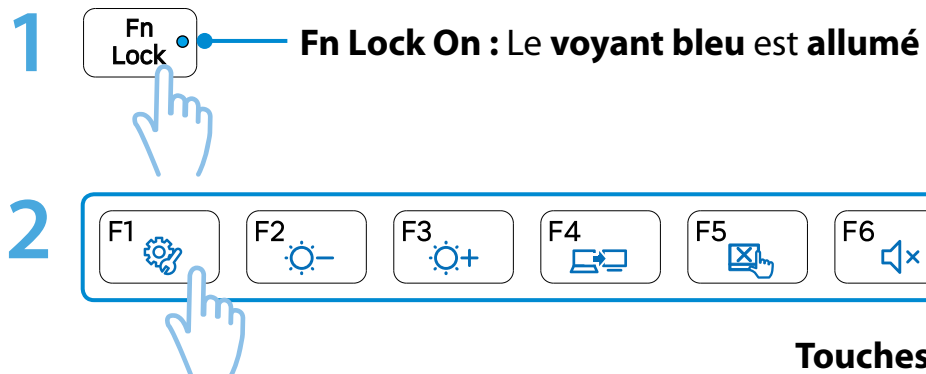 1
Fn
Lock
Fn Lock On : Le voyant bleu est allumé
2
F1 F2 F3 F4 F5 F6
Touches